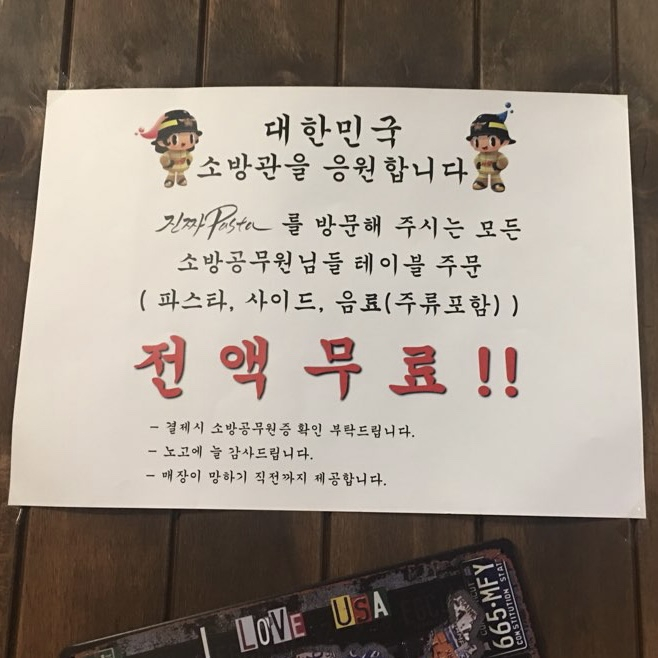 대한민국
소방관을 응원합니다
진짜Pasta 를 방문해 주시는 모든
소방공무원님들 테이블 주문
( 파스타, 사이드, 음료(주류포함) )
전액무료!!
- 결제시 소방공무원증 확인 부탁드립니다.
- 노고에 늘 감사드립니다.
- 매장이 망하기 직전까지 제공합니다.
I LOVE USA
665·MFY
CONSTITUTION STATE